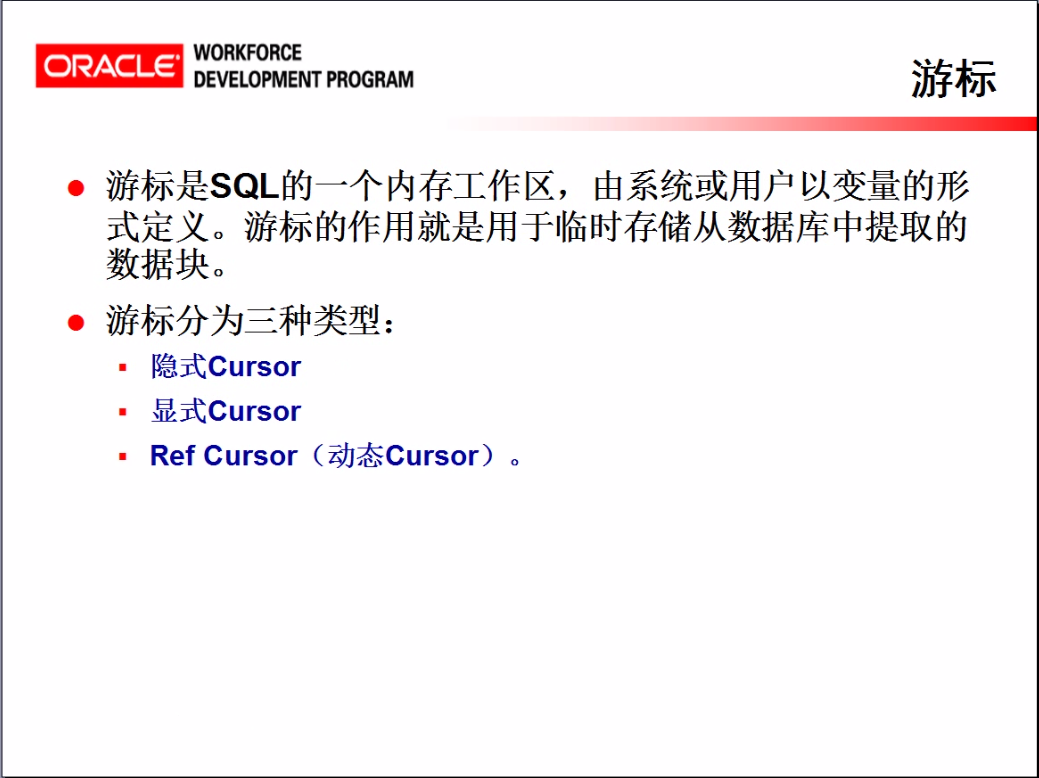 ORACLE
WORKFORCE
DEVELOPMENT PROGRAM
游标
游标是SQL的一个内存工作区，由系统或用户以变量的形
式定义。游标的作用就是用于临时存储从数据库中提取的
数据块。
游标分为三种类型：
隐式Cursor
显式Cursor
Ref Cursor（动态Cursor）。